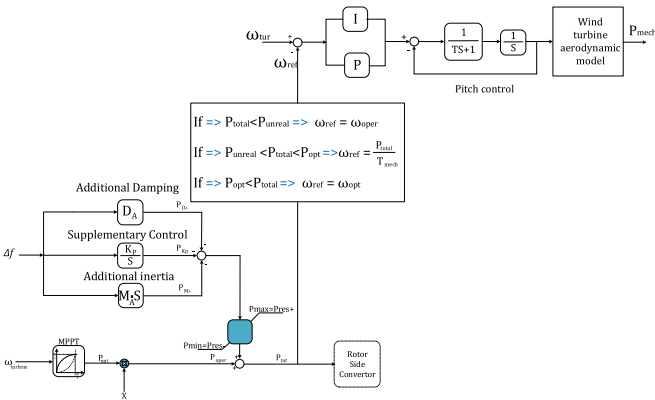 ωtur
+
-
ωref
I
P
+
-
1
TS+1
1
S
Wind
turbine
aerodynamic
model
Pmech
Pitch control
If => Ptotal<Punreal => ωref = ωoper
If => Punreal <Ptotal<Popt =>ωref = Ptotal
Tmech
If => Popt<Ptotal => ωref = ωopt
Additional Damping
DA
PDA
Supplementary Control
Δf
KP
S
PKp
-
-
-
Additional inertia
MAS
PMA
Pmax=Pres+
Pmin=Pres-
MPPT
ωturbine
Popt
X
Poper
+
+
Ptot
Rotor
Side
Convertor